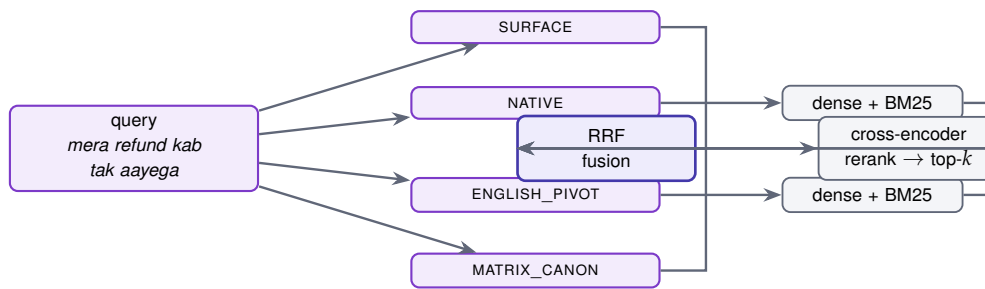 query
mera refund kab
tak aayega
SURFACE
NATIVE
ENGLISH_PIVOT
MATRIX_CANON
RRF
fusion
dense + BM25
cross-encoder
rerank → top-k
dense + BM25